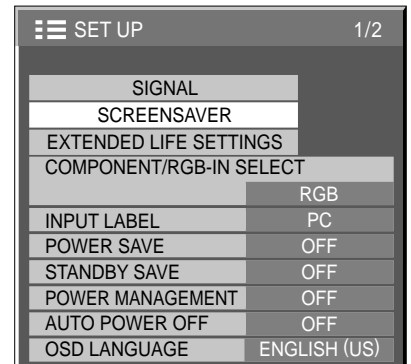 SET UP 1/2
SIGNAL
SCREENSAVER
EXTENDED LIFE SETTINGS
COMPONENT/RGB-IN SELECT
RGB
INPUT LABEL PC
POWER SAVE OFF
STANDBY SAVE OFF
POWER MANAGEMENT OFF
AUTO POWER OFF OFF
OSD LANGUAGE ENGLISH (US)